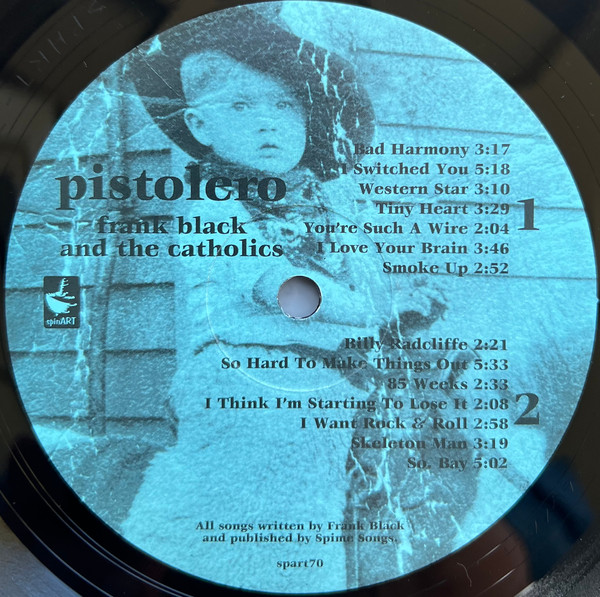 pistolero
frank black
and the catholics
spinART
Bad Harmony 3:17
I Switched You 5:18
Western Star 3:10
Tiny Heart 3:29
You're Such A Wire 2:04
I Love Your Brain 3:46
Smoke Up 2:52
1
Billy Radcliffe 2:21
So Hard To Make Things Out 5:33
85 Weeks 2:33
I Think I'm Starting To Lose It 2:08
I Want Rock & Roll 2:58
Skeleton Man 3:19
So. Bay 5:02
2
All songs written by Frank Black
and published by Spime Songs.
spart70